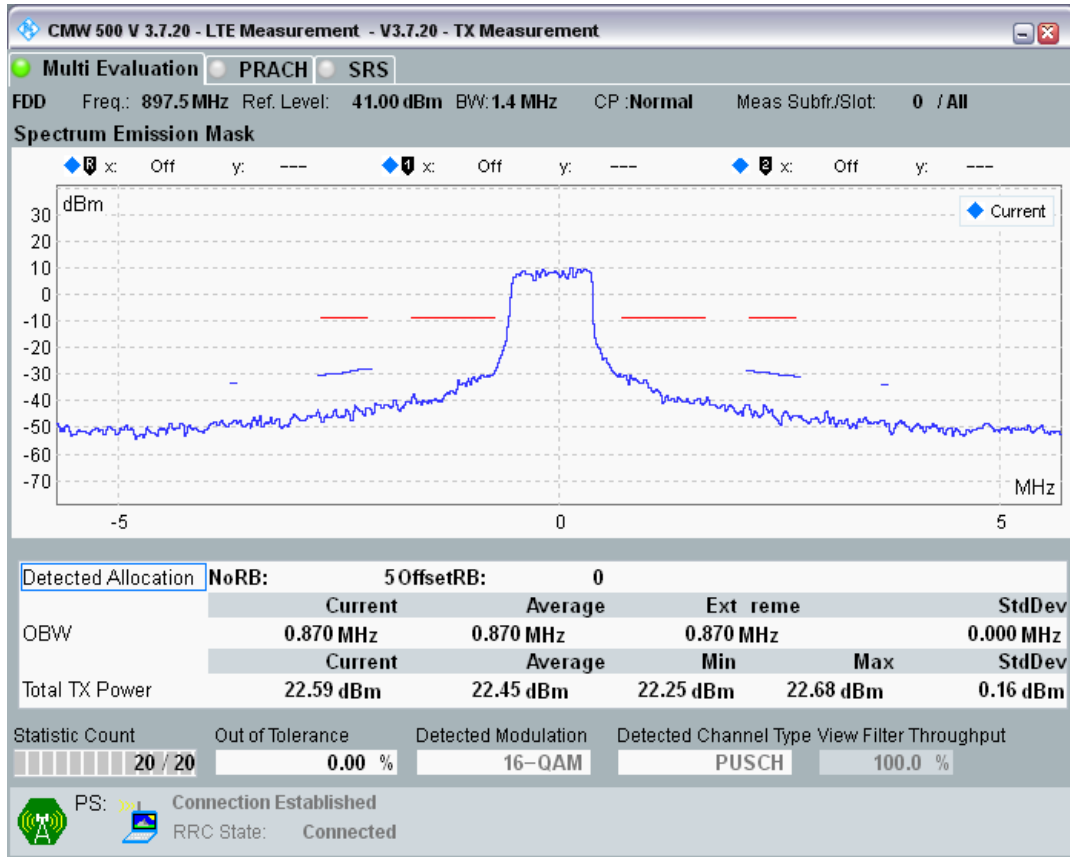 CMW 500 V 3.7.20 - LTE Measurement - V3.7.20 - TX Measurement
Multi Evaluation PRACH SRS
FDD Freq.: 897.5 MHz Ref. Level: 41.00 dBm BW: 1.4 MHz CP :Normal Meas Subfr./Slot: 0 / All
Spectrum Emission Mask
R x: Off y: --- 1 x: Off y: --- 2 x: Off y: ---
dBm
Current
30
20
10
0
-10
-20
-30
-40
-50
-60
-70
MHz
-5 0 5
Detected Allocation NoRB: 5 OffsetRB: 0
Current Average Ext reme StdDev
OBW 0.870 MHz 0.870 MHz 0.870 MHz 0.000 MHz
Current Average Min Max StdDev
Total TX Power 22.59 dBm 22.45 dBm 22.25 dBm 22.68 dBm 0.16 dBm
Statistic Count Out of Tolerance Detected Modulation Detected Channel Type View Filter Throughput
20 / 20 0.00 % 16-QAM PUSCH 100.0 %
PS: Connection Established
RRC State: Connected